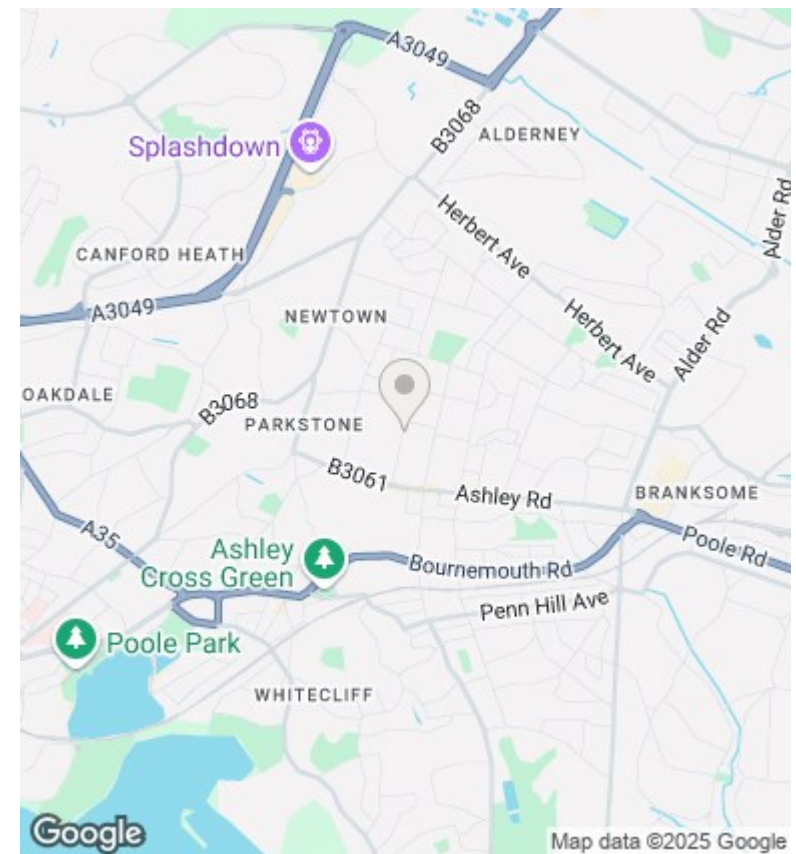 A3049
B3068
ALDERNEY
Splashdown
Herbert Ave
Alder Rd
CANFORD HEATH
A3049
NEWTOWN
Herbert Ave
Alder Rd
OAKDALE
B3068
PARKSTONE
B3061
Ashley Rd
BRANKSOME
A35
Ashley
Cross Green
Bournemouth Rd
Poole Rd
Penn Hill Ave
Poole Park
WHITECLIFF
Google
Map data ©2025 Google